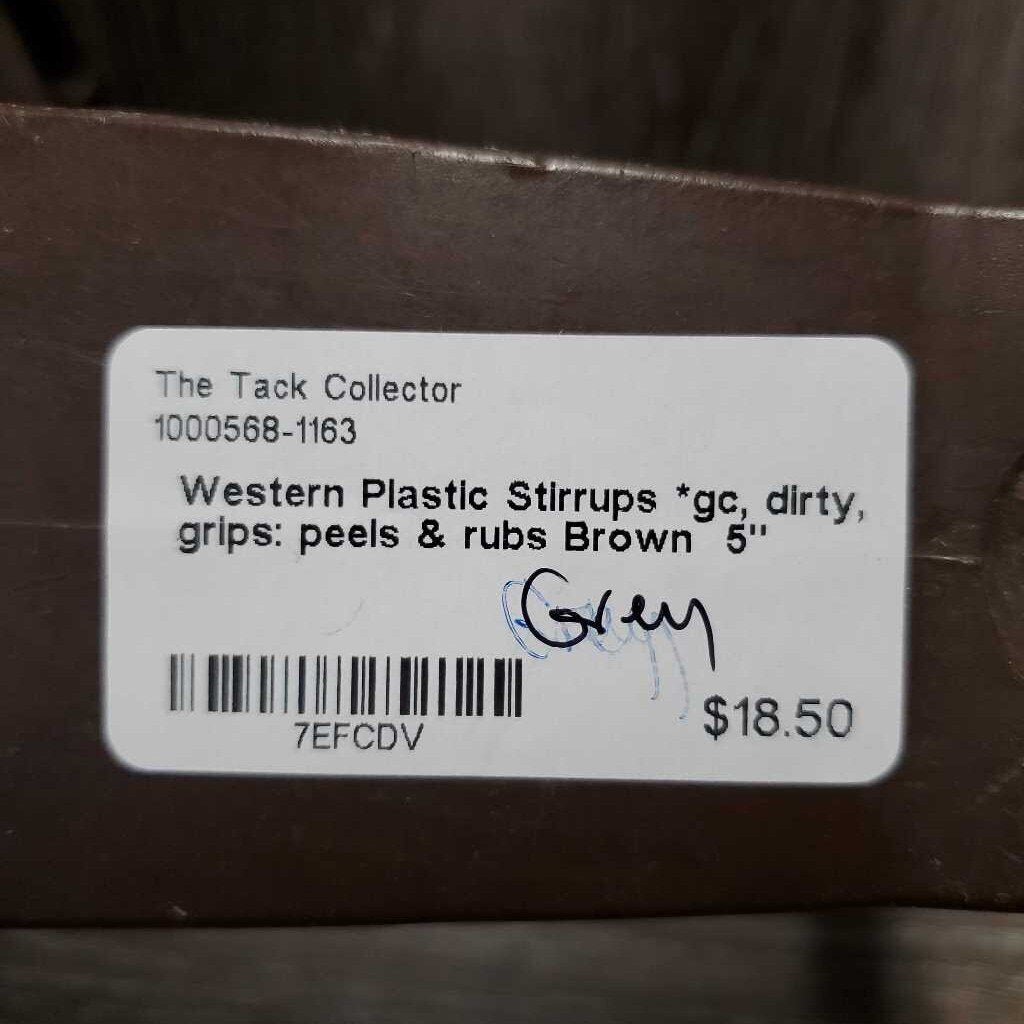 The Tack Collector
1000568-1163
Western Plastic Stirrups *gc, dirty,
grips: peels & rubs Brown 5"
Grey
7EFCDV
$18.50